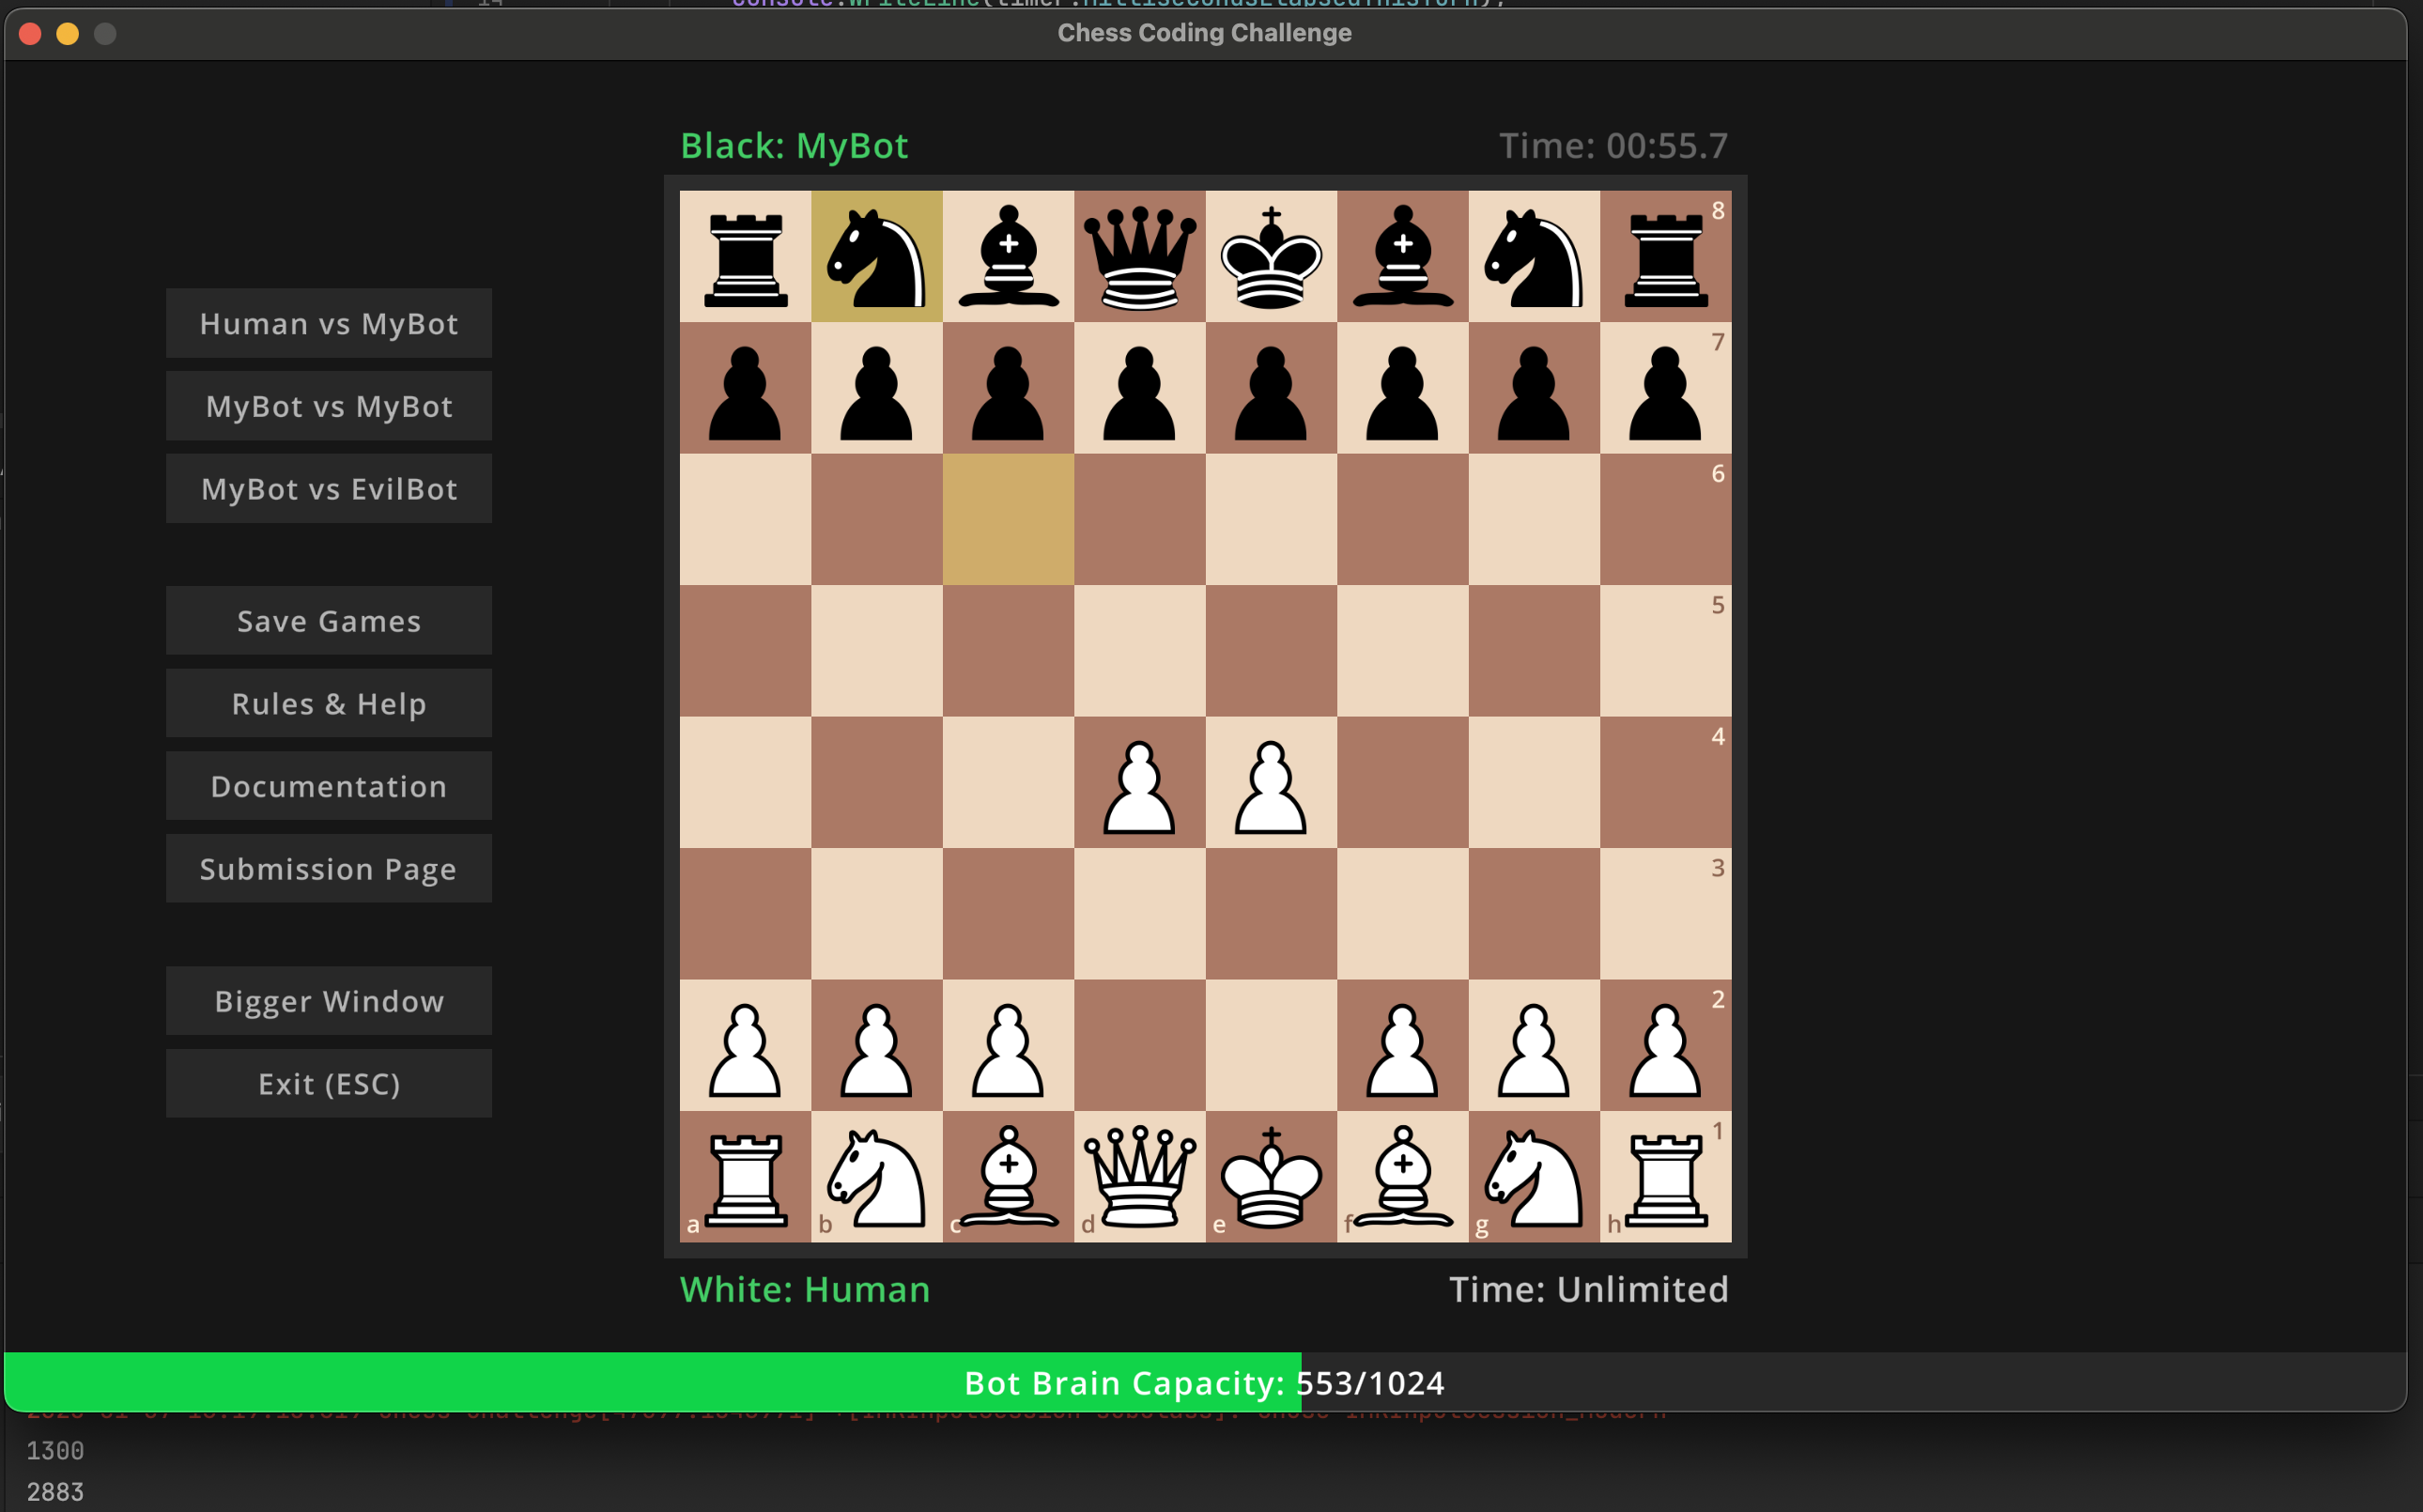 Chess Coding Challenge
Black: MyBot
Time: 00:55.7
Human vs MyBot
MyBot vs MyBot
MyBot vs EvilBot
Save Games
Rules & Help
Documentation
Submission Page
Bigger Window
Exit (ESC)
8
7
6
5
4
3
2
1
a b c d e f g h
White: Human
Time: Unlimited
Bot Brain Capacity: 553/1024
1300
2883